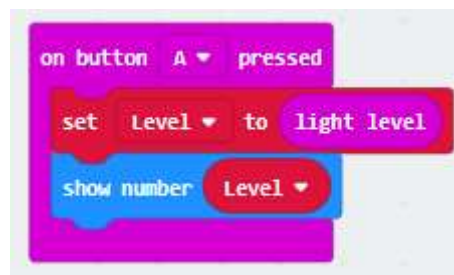 on button A pressed
set Level to light level
show number Level